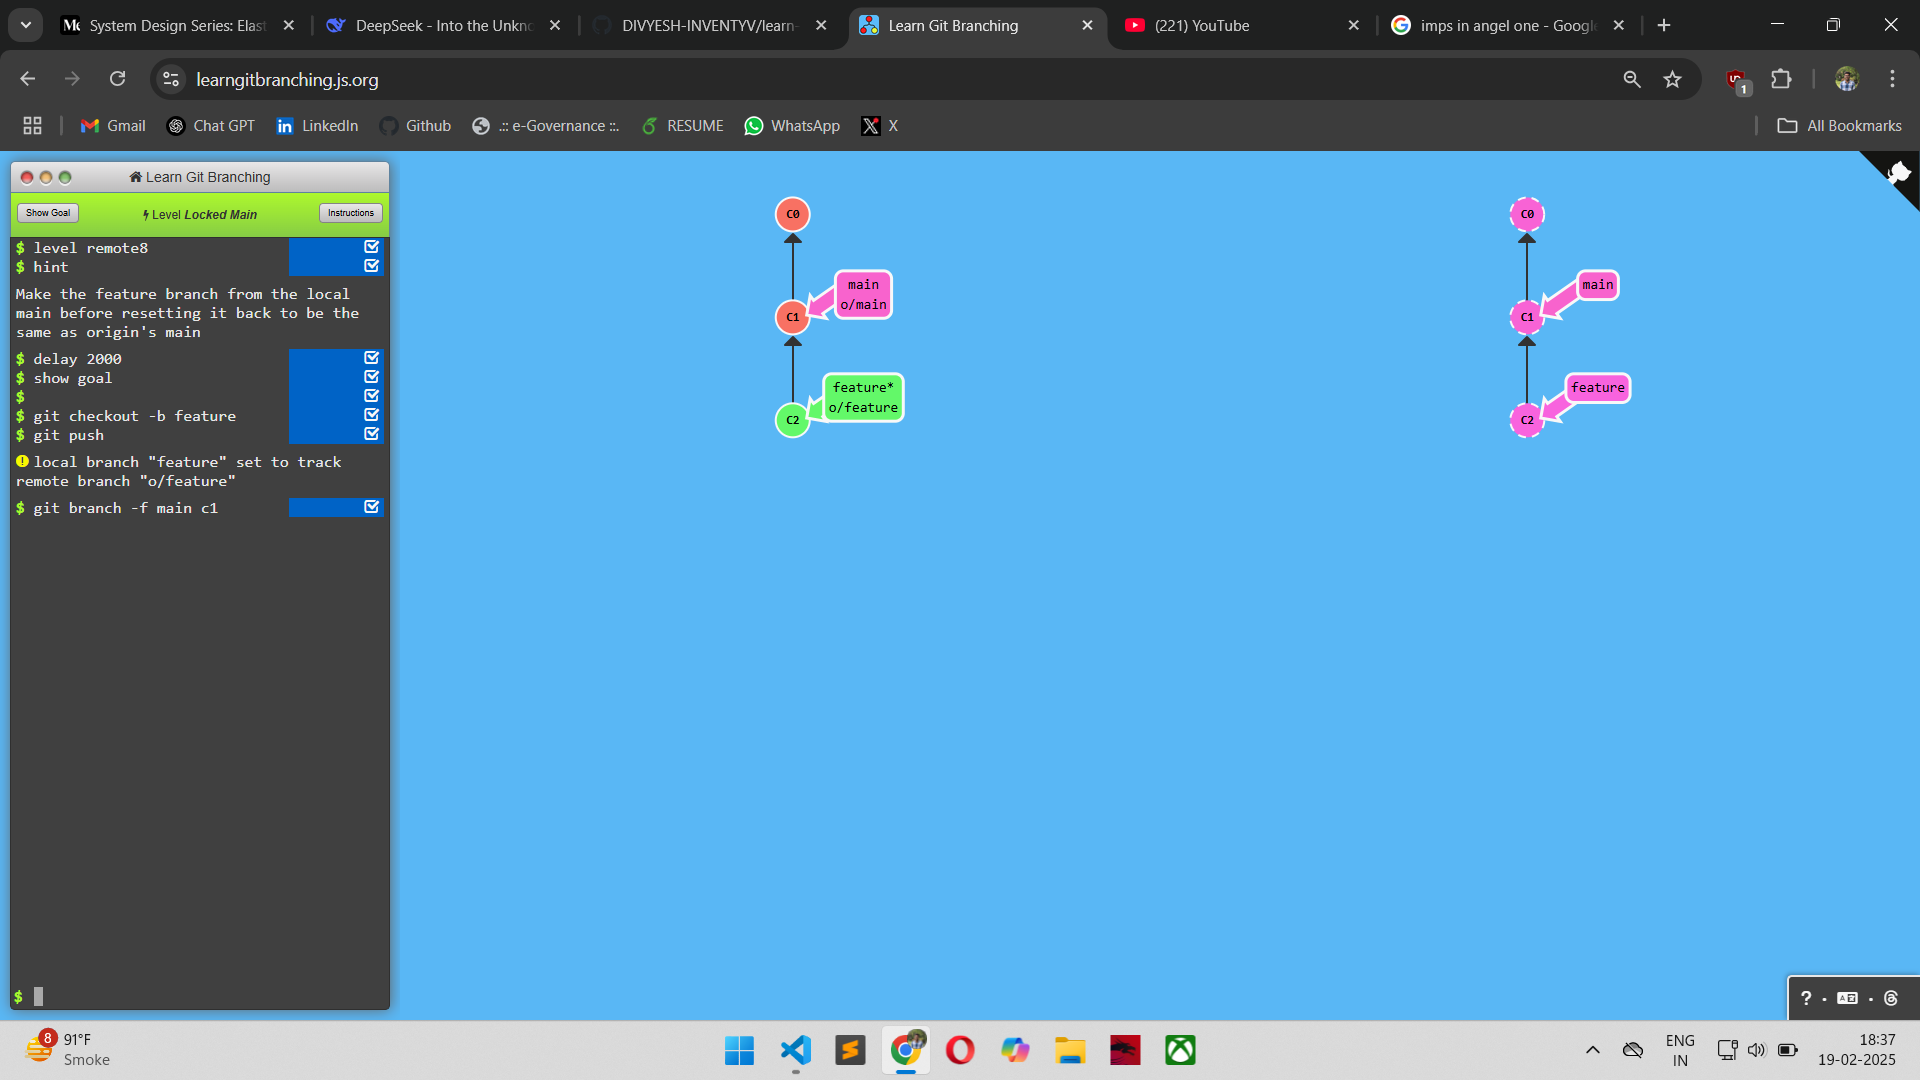 System Design Series: Elast
DeepSeek - Into the Unkno
DIVYESH-INVENTYV/learn-
Learn Git Branching
(221) YouTube
imps in angel one - Google
learngitbranching.js.org
1
Gmail
Chat GPT
LinkedIn
Github
.:: e-Governance ::.
RESUME
WhatsApp
X
All Bookmarks
Learn Git Branching
Show Goal
Level Locked Main
Instructions
$ level remote8
$ hint
Make the feature branch from the local
main before resetting it back to be the
same as origin's main
$ delay 2000
$ show goal
$
$ git checkout -b feature
$ git push
local branch "feature" set to track
remote branch "o/feature"
$ git branch -f main c1
$
C0
main
o/main
C1
feature*
o/feature
C2
C0
main
C1
feature
C2
? · ·
8
91°F
Smoke
ENG
IN
18:37
19-02-2025